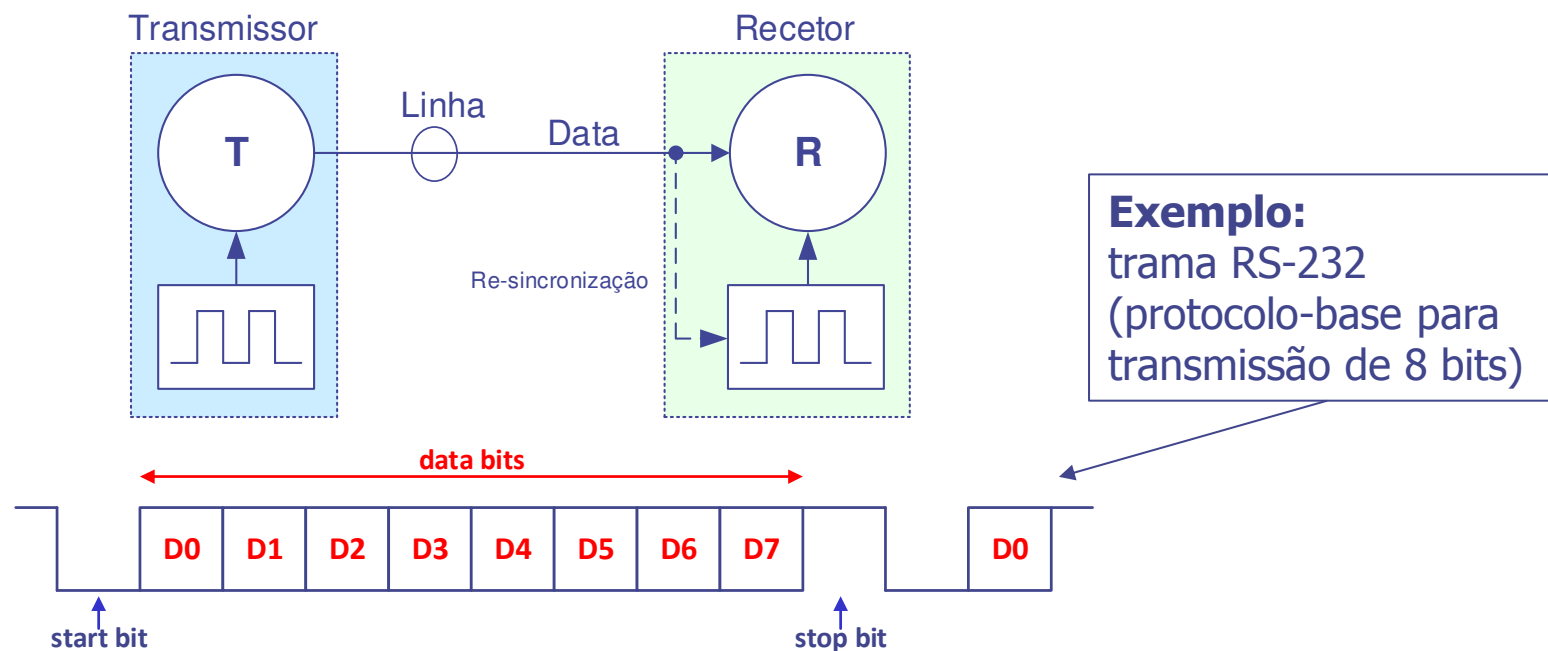 Transmissor
Recetor
Linha
Data
T
R
Re-sincronização
Exemplo:
trama RS-232
(protocolo-base para
transmissão de 8 bits)
data bits
D0 D1 D2 D3 D4 D5 D6 D7 D0
start bit
stop bit